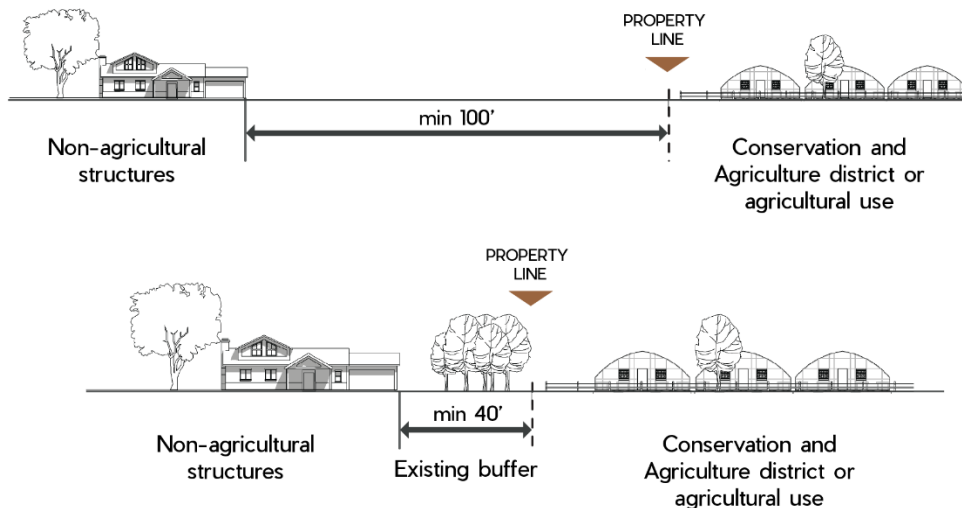 PROPERTY
LINE
min 100'
Non-agricultural
structures
Conservation and
Agriculture district or
agricultural use
PROPERTY
LINE
min 40'
Non-agricultural
structures
Existing buffer
Conservation and
Agriculture district or
agricultural use